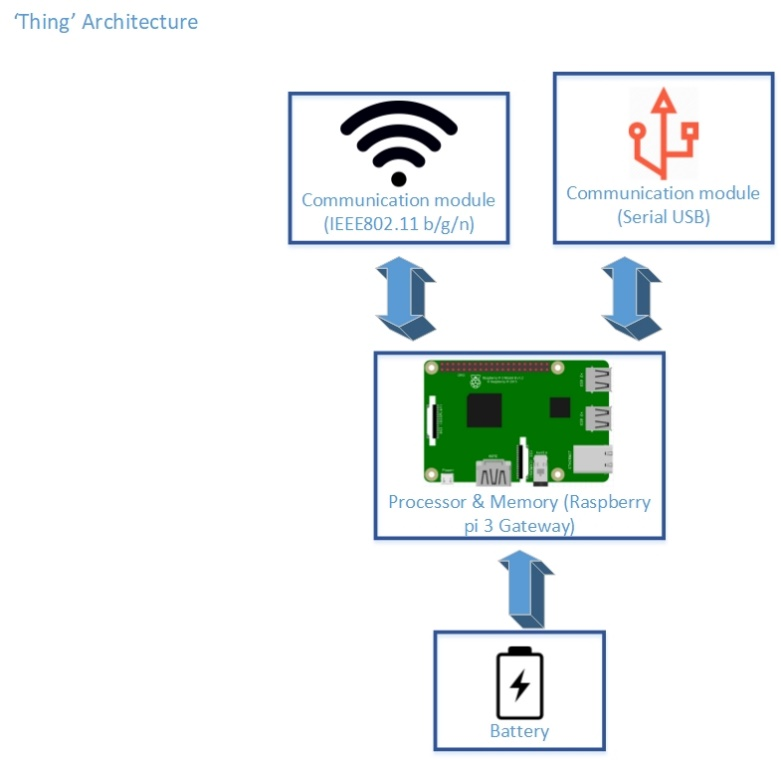 ‘Thing’ Architecture
Communication module
(IEEE802.11 b/g/n)
Communication module
(Serial USB)
Processor & Memory (Raspberry
pi 3 Gateway)
Battery